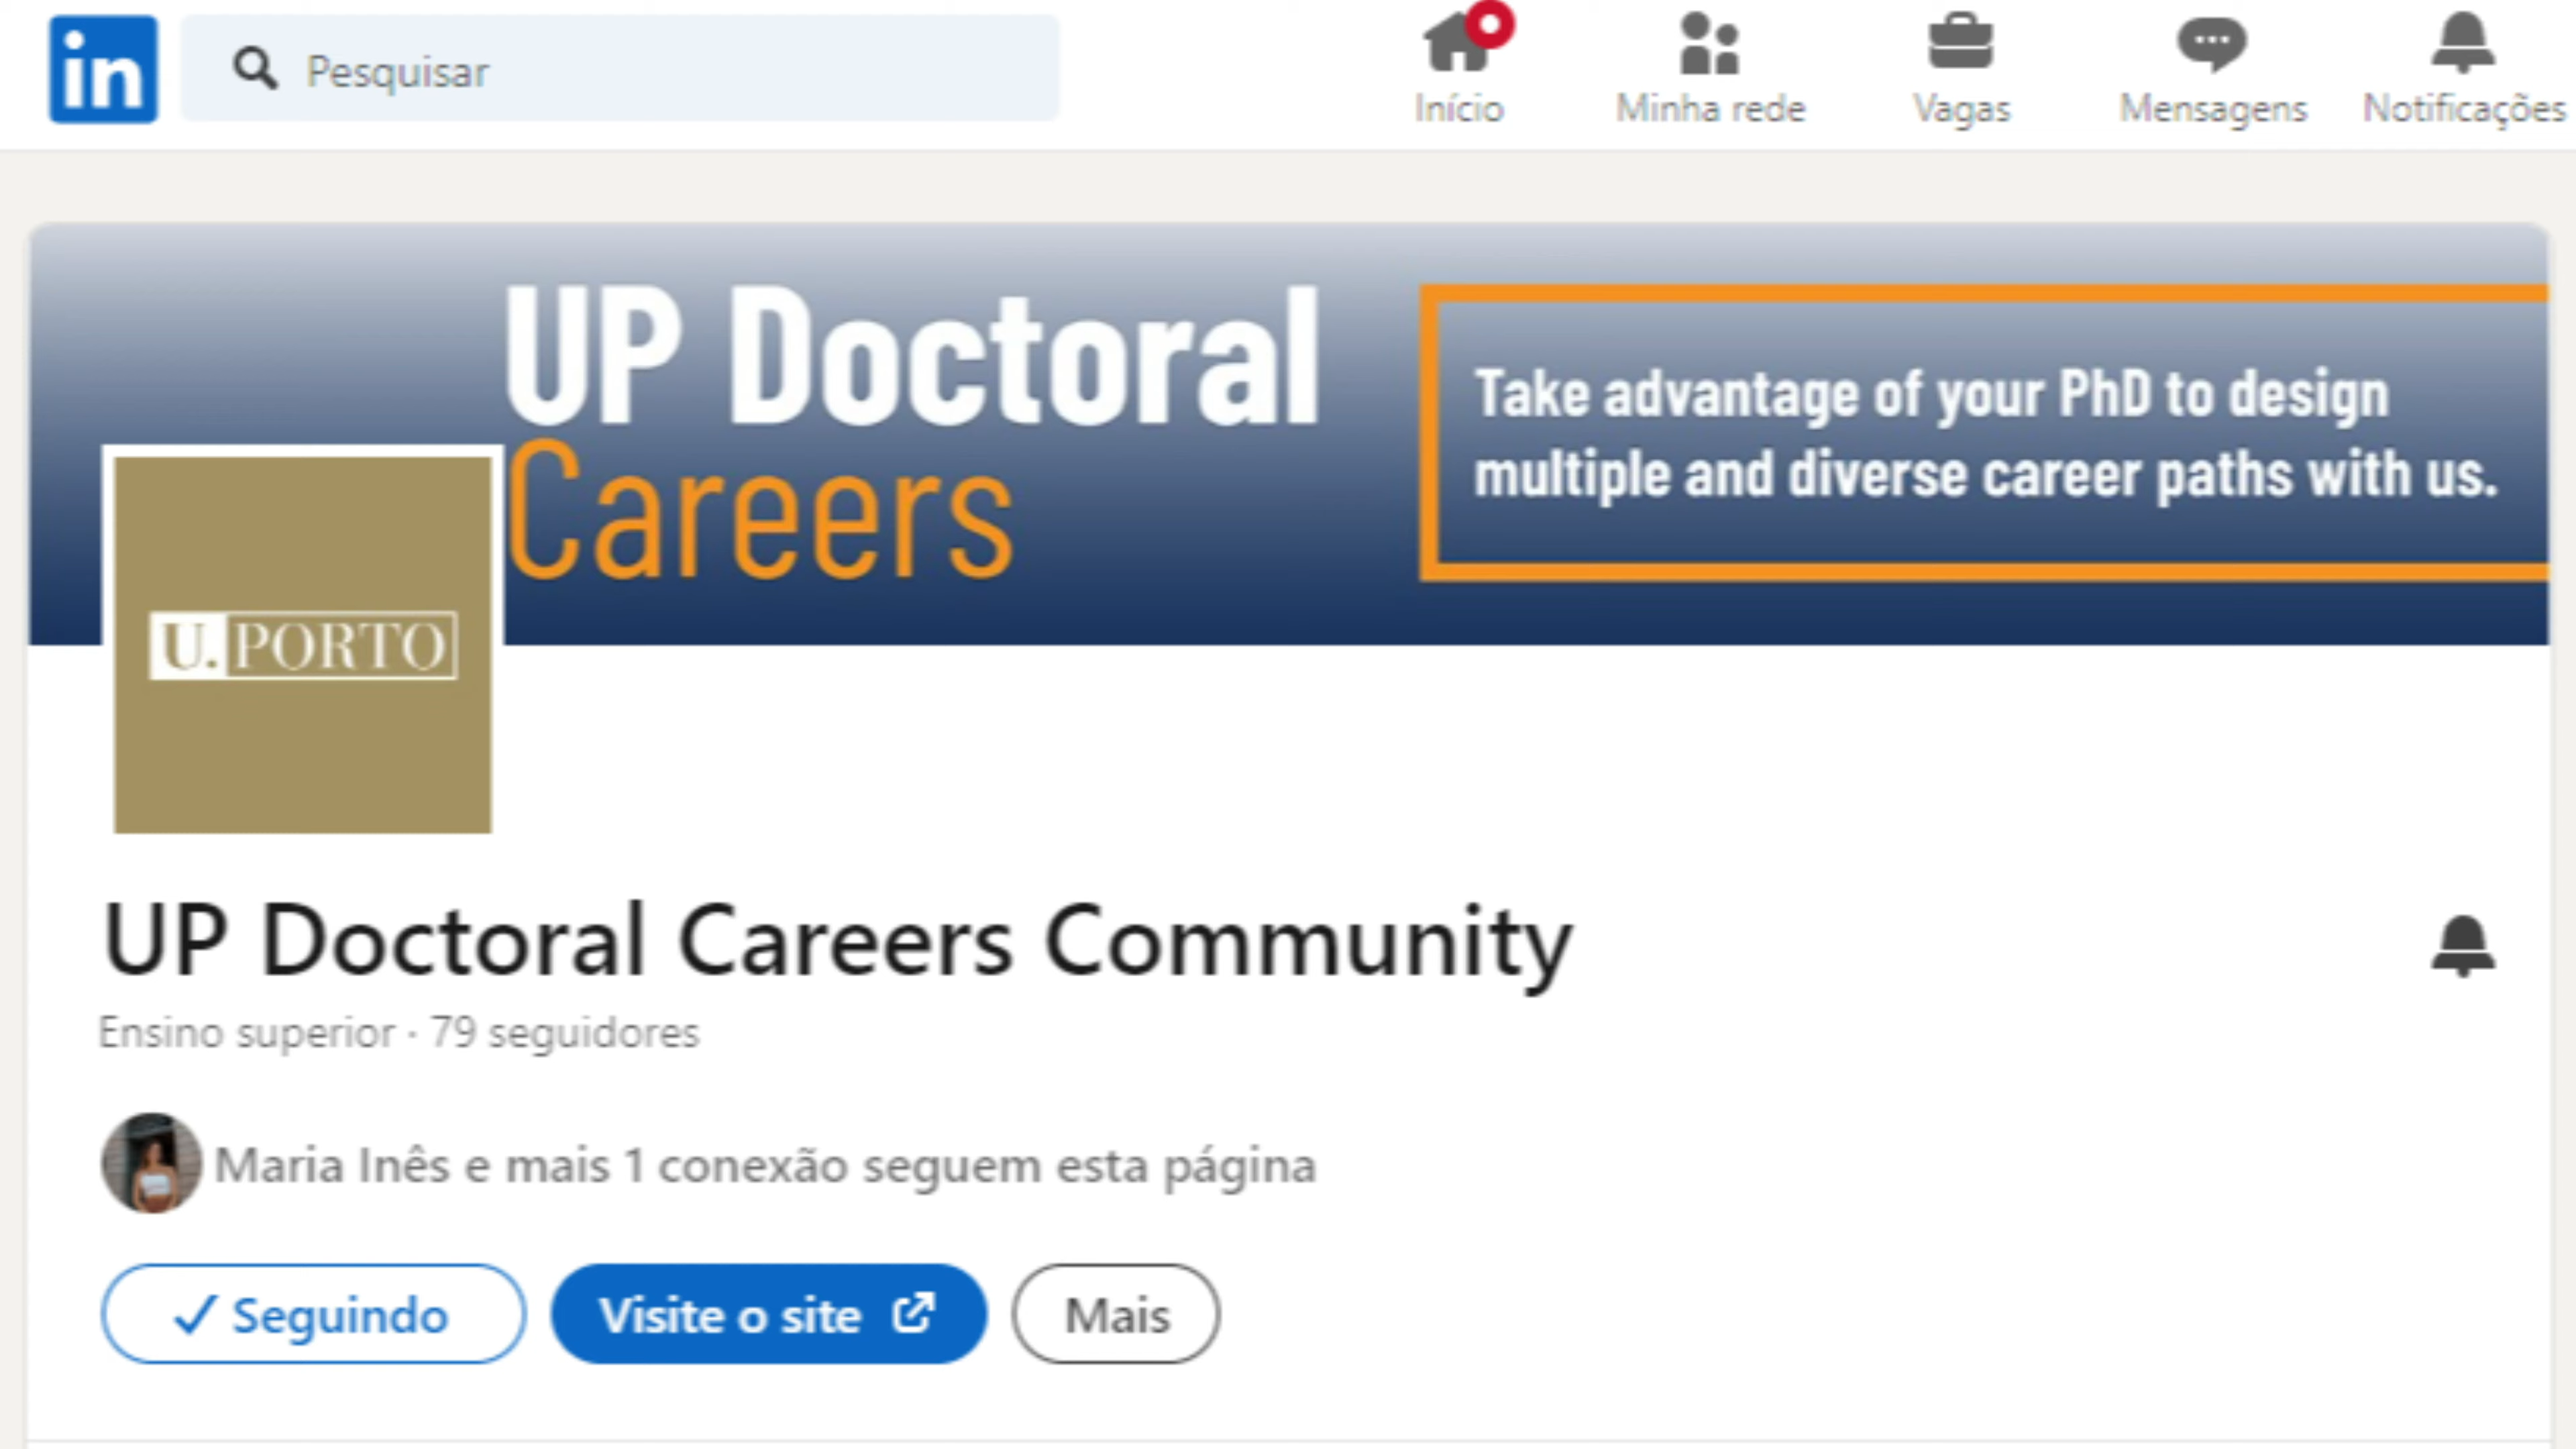 in
Pesquisar
Início
Minha rede
Vagas
Mensagens
Notificações
UP Doctoral
Careers
Take advantage of your PhD to design
multiple and diverse career paths with us.
U. PORTO
UP Doctoral Careers Community
Ensino superior · 79 seguidores
Maria Inês e mais 1 conexão seguem esta página
Seguindo
Visite o site
Mais